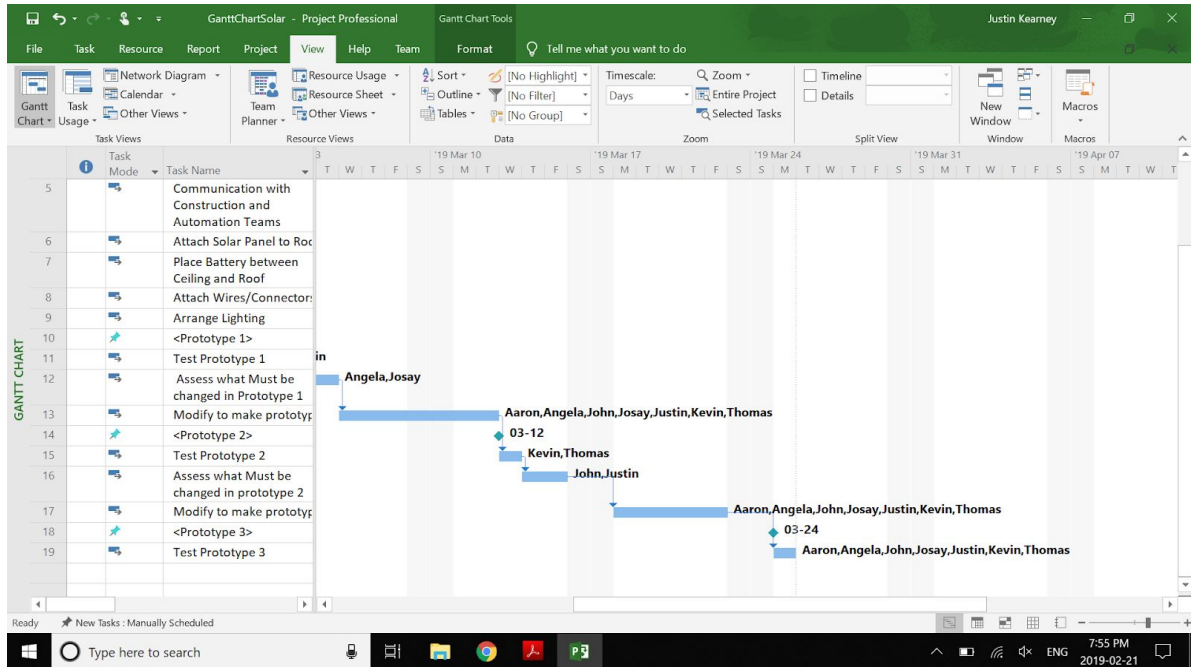 GanttChartSolar - Project Professional
Gantt Chart Tools
Justin Kearney
File Task Resource Report Project View Help Team Format Tell me what you want to do
Gantt Chart
Task Usage
Network Diagram
Calendar
Other Views
Task Views
Team Planner
Resource Usage
Resource Sheet
Other Views
Resource Views
Sort
Outline
Tables
[No Highlight]
[No Filter]
[No Group]
Data
Timescale:
Days
Zoom
Entire Project
Selected Tasks
Zoom
Timeline
Details
Split View
New Window
Window
Macros
Macros
Task Mode
Task Name
3 '19 Mar 10 '19 Mar 17 '19 Mar 24 '19 Mar 31 '19 Apr 07
T W T F S S M T W T F S S M T W T F S S M T W T F S S M T W T F S S M T W T
GANTT CHART
5 Communication with
Construction and
Automation Teams
6 Attach Solar Panel to Roo
7 Place Battery between
Ceiling and Roof
8 Attach Wires/Connectors
9 Arrange Lighting
10 <Prototype 1>
11 Test Prototype 1 in
12 Assess what Must be
changed in Prototype 1
Angela,Josay
13 Modify to make prototyp Aaron,Angela,John,Josay,Justin,Kevin,Thomas
14 <Prototype 2> 03-12
15 Test Prototype 2 Kevin,Thomas
16 Assess what Must be
changed in prototype 2
John,Justin
17 Modify to make prototyp Aaron,Angela,John,Josay,Justin,Kevin,Thomas
18 <Prototype 3> 03-24
19 Test Prototype 3 Aaron,Angela,John,Josay,Justin,Kevin,Thomas
Ready New Tasks : Manually Scheduled
Type here to search
ENG
7:55 PM
2019-02-21